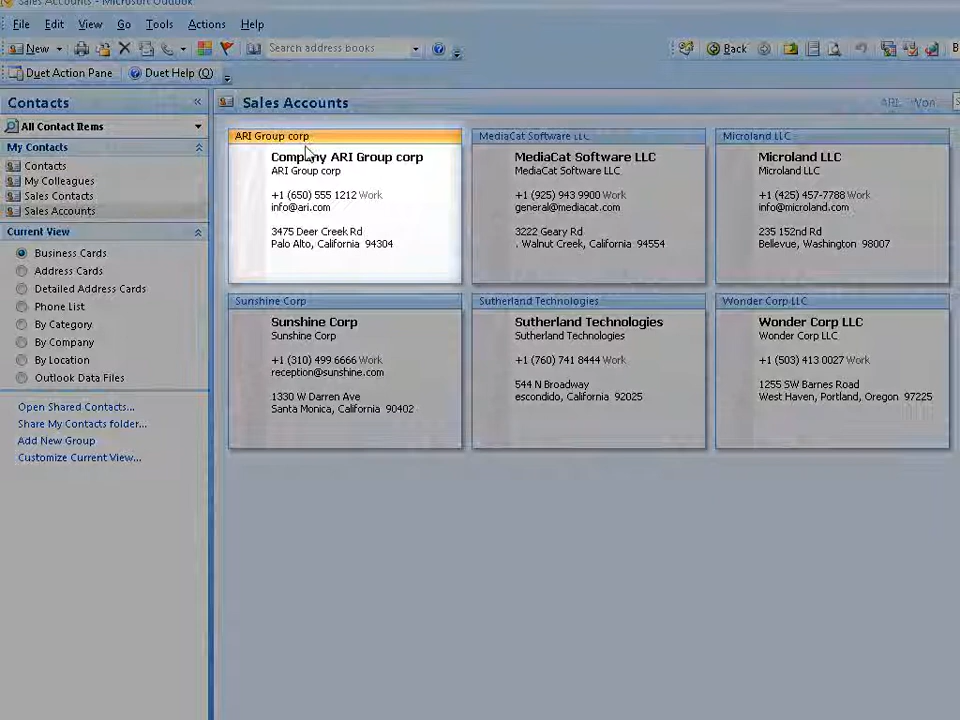 Sales Accounts - Microsoft Outlook
File Edit View Go Tools Actions Help
New Search address books Back
Duet Action Pane Duet Help (Q)
Contacts
All Contact Items
My Contacts
Contacts
My Colleagues
Sales Contacts
Sales Accounts
Current View
Business Cards
Address Cards
Detailed Address Cards
Phone List
By Category
By Company
By Location
Outlook Data Files
Open Shared Contacts...
Share My Contacts folder...
Add New Group
Customize Current View...
Sales Accounts
ARI Group corp
Company ARI Group corp
ARI Group corp
+1 (650) 555 1212 Work
info@ari.com
3475 Deer Creek Rd
Palo Alto, California 94304
MediaCat Software LLC
MediaCat Software LLC
MediaCat Software LLC
+1 (925) 943 9900 Work
general@mediacat.com
3222 Geary Rd
. Walnut Creek, California 94554
Microland LLC
Microland LLC
Microland LLC
+1 (425) 457-7788 Work
info@microland.com
235 152nd Rd
Bellevue, Washington 98007
Sunshine Corp
Sunshine Corp
Sunshine Corp
+1 (310) 499 6666 Work
reception@sunshine.com
1330 W Darren Ave
Santa Monica, California 90402
Sutherland Technologies
Sutherland Technologies
Sutherland Technologies
+1 (760) 741 8444 Work
544 N Broadway
escondido, California 92025
Wonder Corp LLC
Wonder Corp LLC
Wonder Corp LLC
+1 (503) 413 0027 Work
1255 SW Barnes Road
West Haven, Portland, Oregon 97225